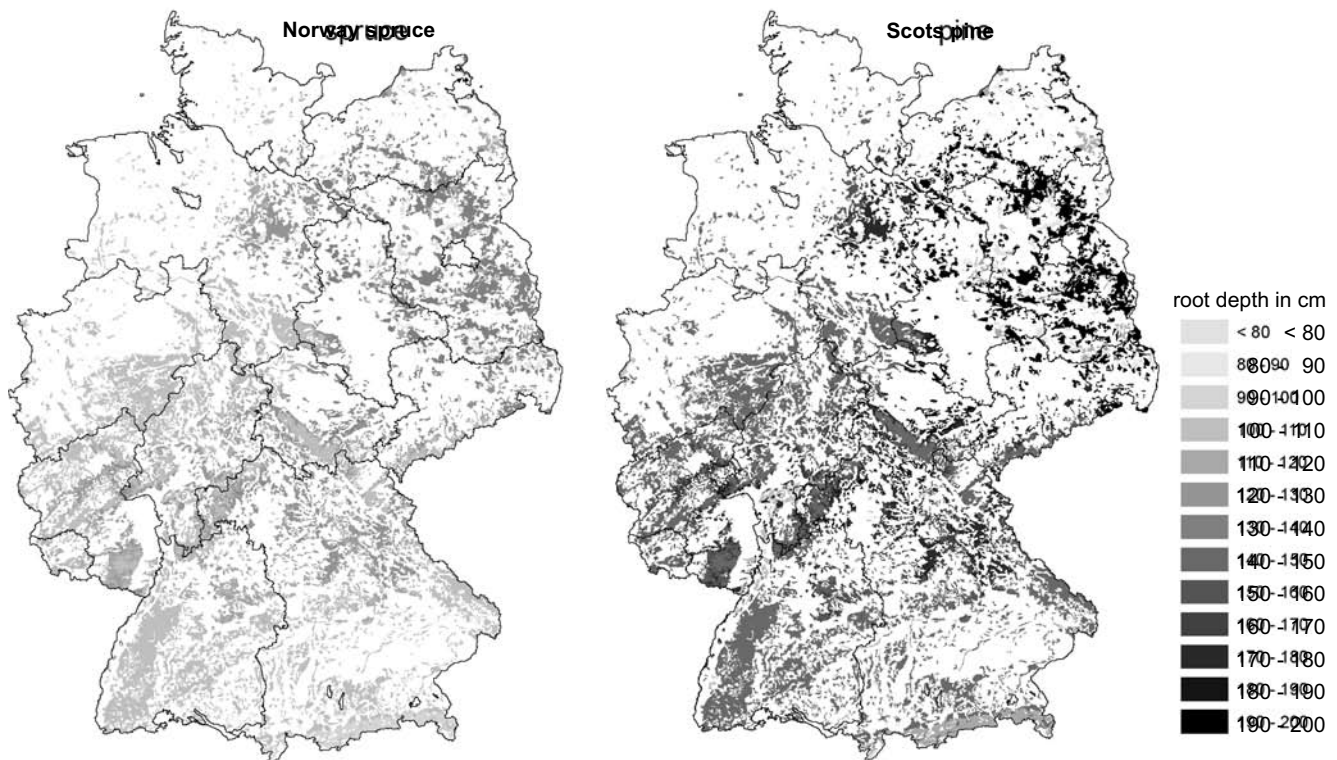 Norway spruce
Scots pine
root depth in cm
< 80
80 - 90
90 - 100
100 - 110
110 - 120
120 - 130
130 - 140
140 - 150
150 - 160
160 - 170
170 - 180
180 - 190
190 - 200